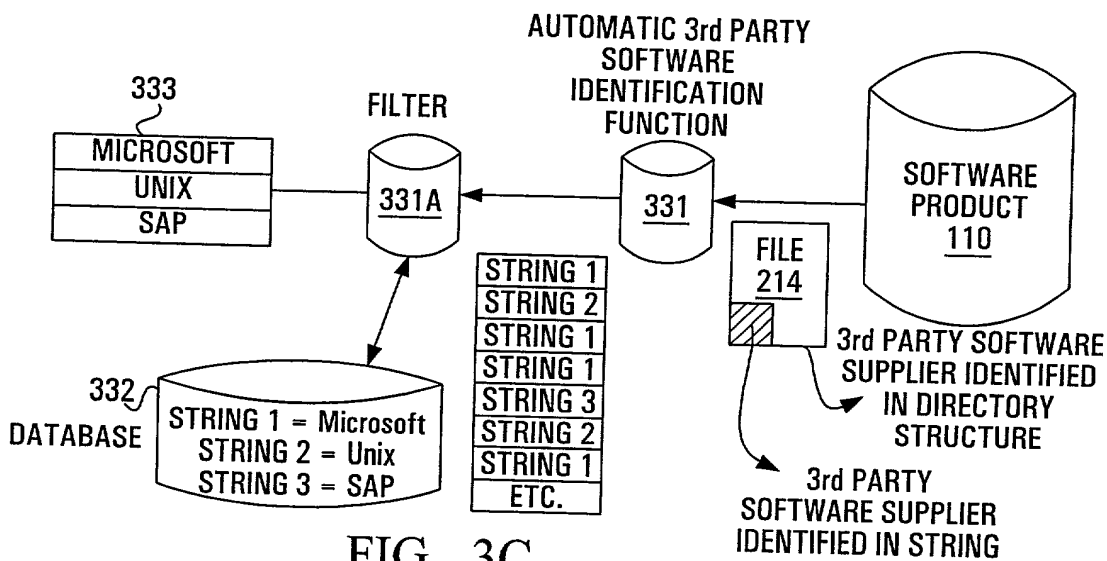 AUTOMATIC 3rd PARTY
SOFTWARE
IDENTIFICATION
FUNCTION
333
FILTER
MICROSOFT
UNIX
SAP
331A
331
SOFTWARE
PRODUCT
110
FILE
214
STRING 1
STRING 2
STRING 1
STRING 1
STRING 3
STRING 2
STRING 1
ETC.
3rd PARTY SOFTWARE
SUPPLIER IDENTIFIED
IN DIRECTORY
STRUCTURE
332
DATABASE
STRING 1 = Microsoft
STRING 2 = Unix
STRING 3 = SAP
3rd PARTY
SOFTWARE SUPPLIER
IDENTIFIED IN STRING
FIG. 3C